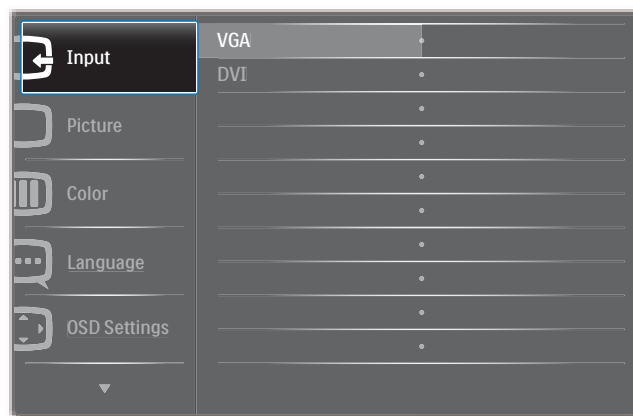 Input
VGA
DVI
Picture
Color
Language
OSD Settings